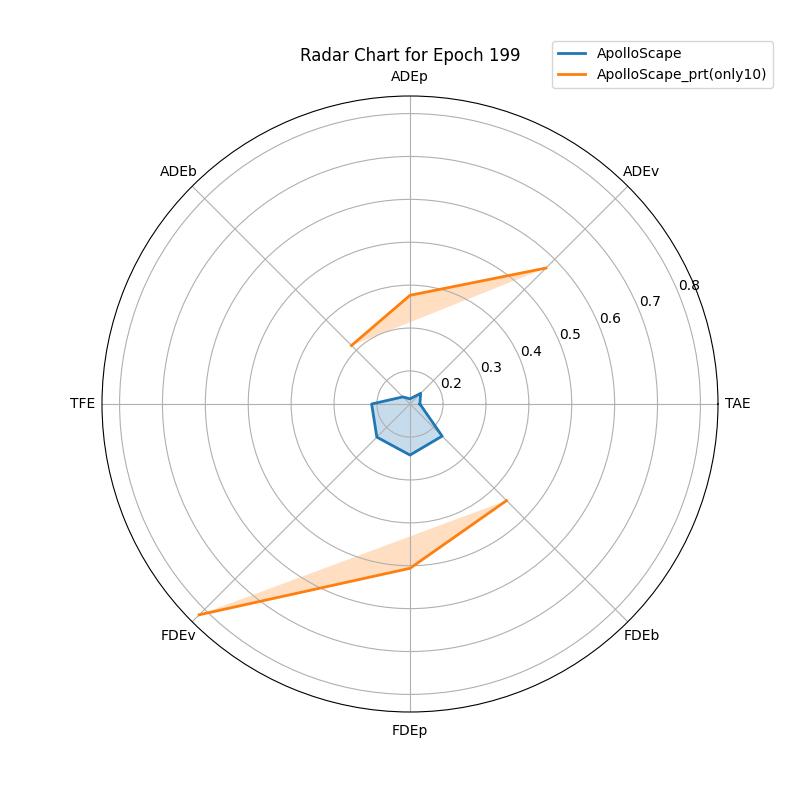 Radar Chart for Epoch 199
ApolloScape
ApolloScape_prt(only10)
ADEp
ADEb
ADEv
0.8
0.7
0.6
0.5
0.4
0.3
0.2
TFE
TAE
FDEv
FDEb
FDEp